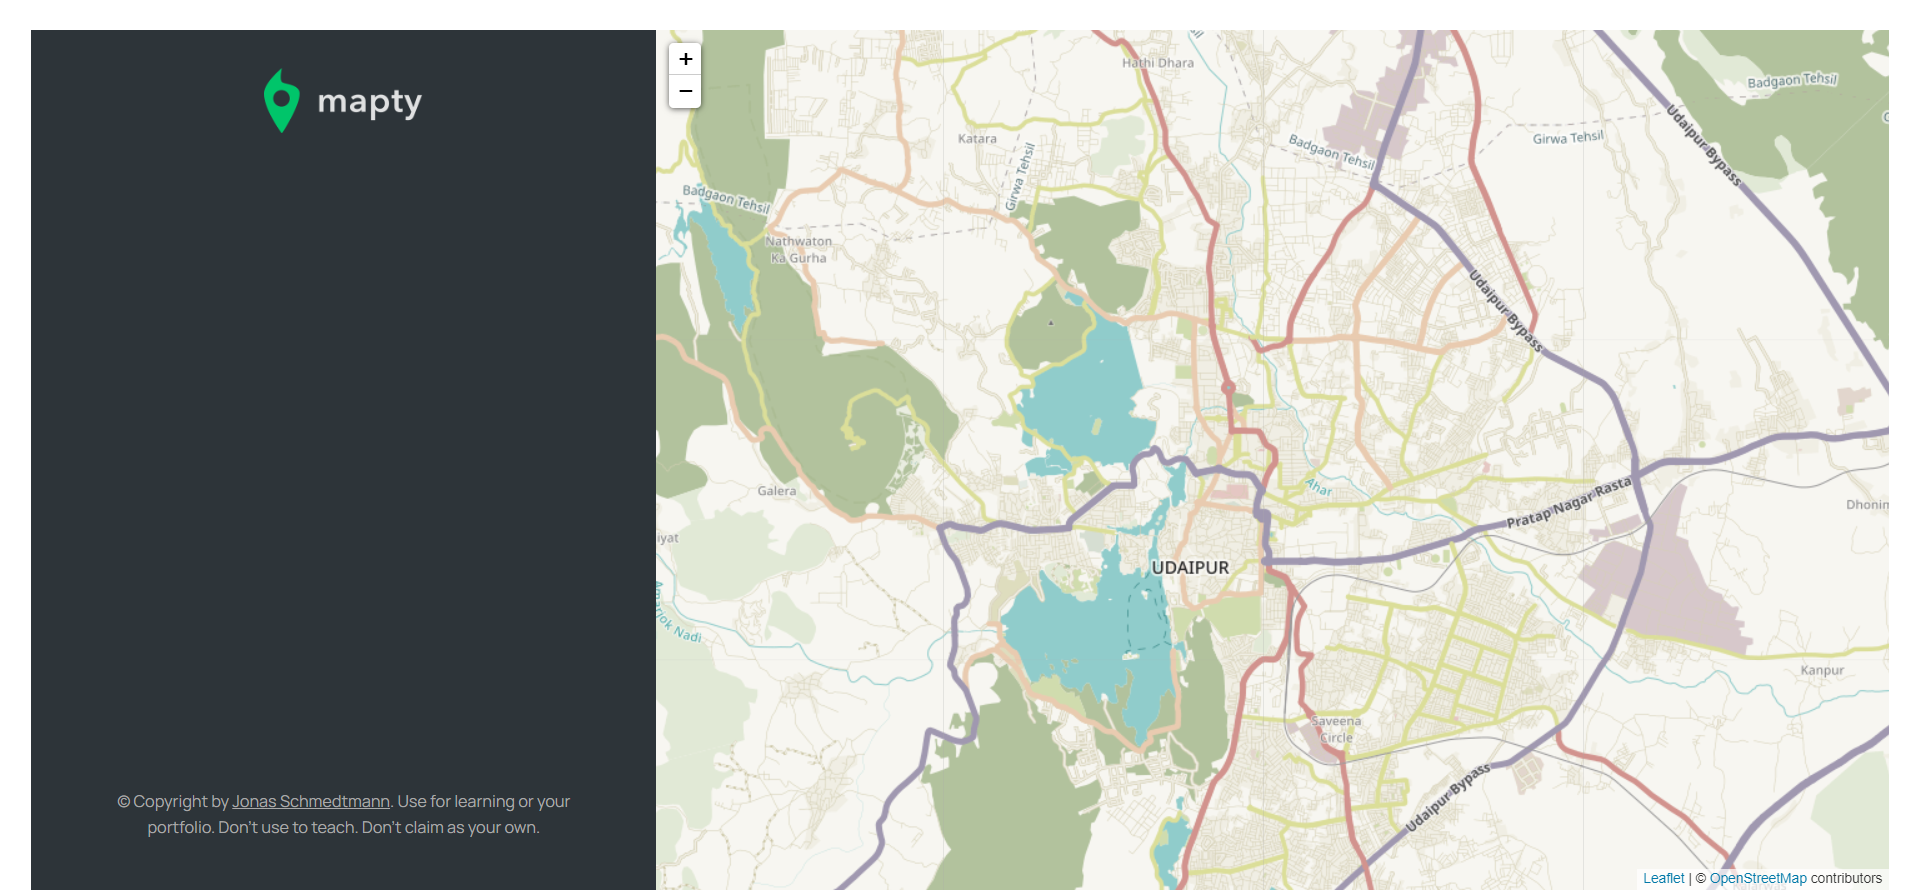 mapty
© Copyright by Jonas Schmedtmann. Use for learning or your
portfolio. Don't use to teach. Don't claim as your own.
+
−
Hathi Dhara
Badgaon Tehsil
Katara
Girwa Tehsil
Badgaon Tehsil
Girwa Tehsil
Udaipur Bypass
Badgaon Tehsil
Nathwaton
Ka Gurha
Udaipur Bypass
Galera
Ahar
Pratap Nagar Rasta
Dhonim
iyat
UDAIPUR
Amarjok Nadi
Kanpur
Saveena
Circle
Udaipur Bypass
Leaflet | © OpenStreetMap contributors